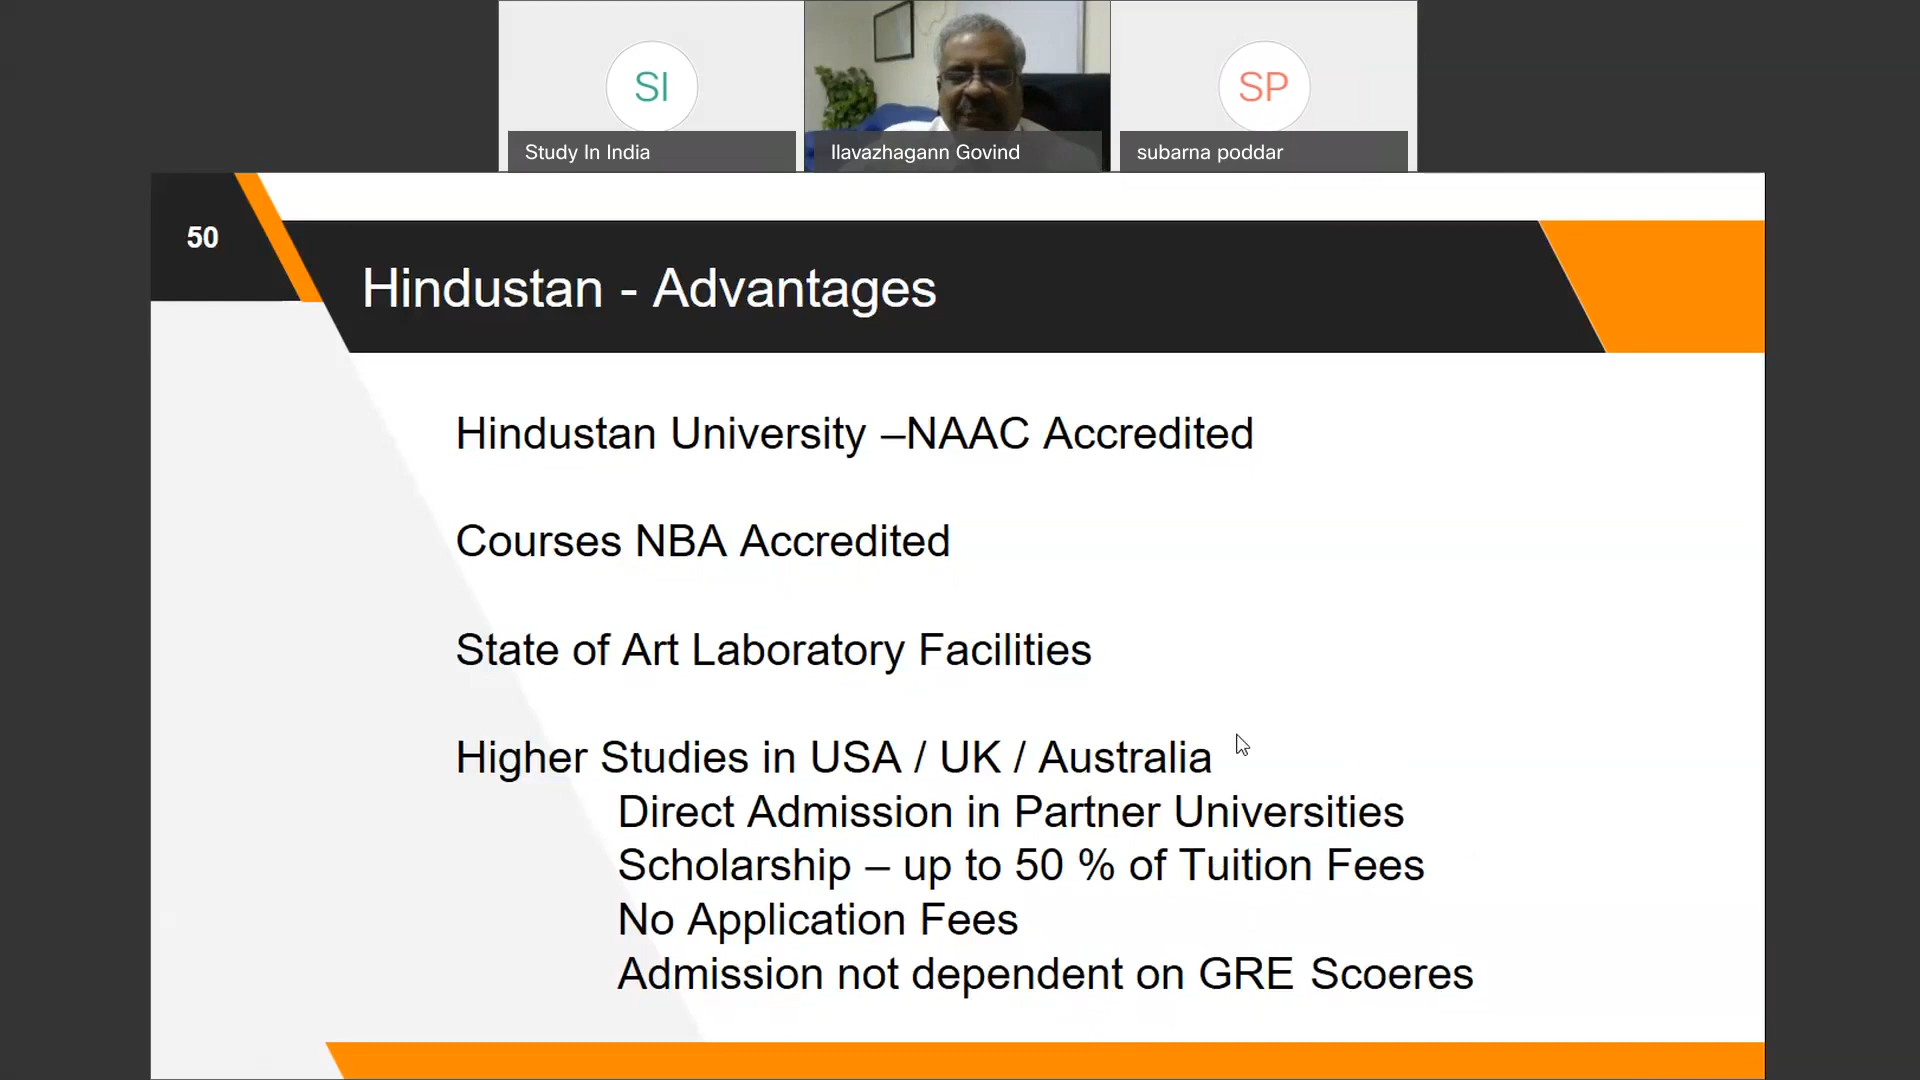 SI
SP
Study In India
Ilavazhagann Govind
subarna poddar
50
Hindustan - Advantages
Hindustan University –NAAC Accredited
Courses NBA Accredited
State of Art Laboratory Facilities
Higher Studies in USA / UK / Australia
Direct Admission in Partner Universities
Scholarship – up to 50 % of Tuition Fees
No Application Fees
Admission not dependent on GRE Scoeres